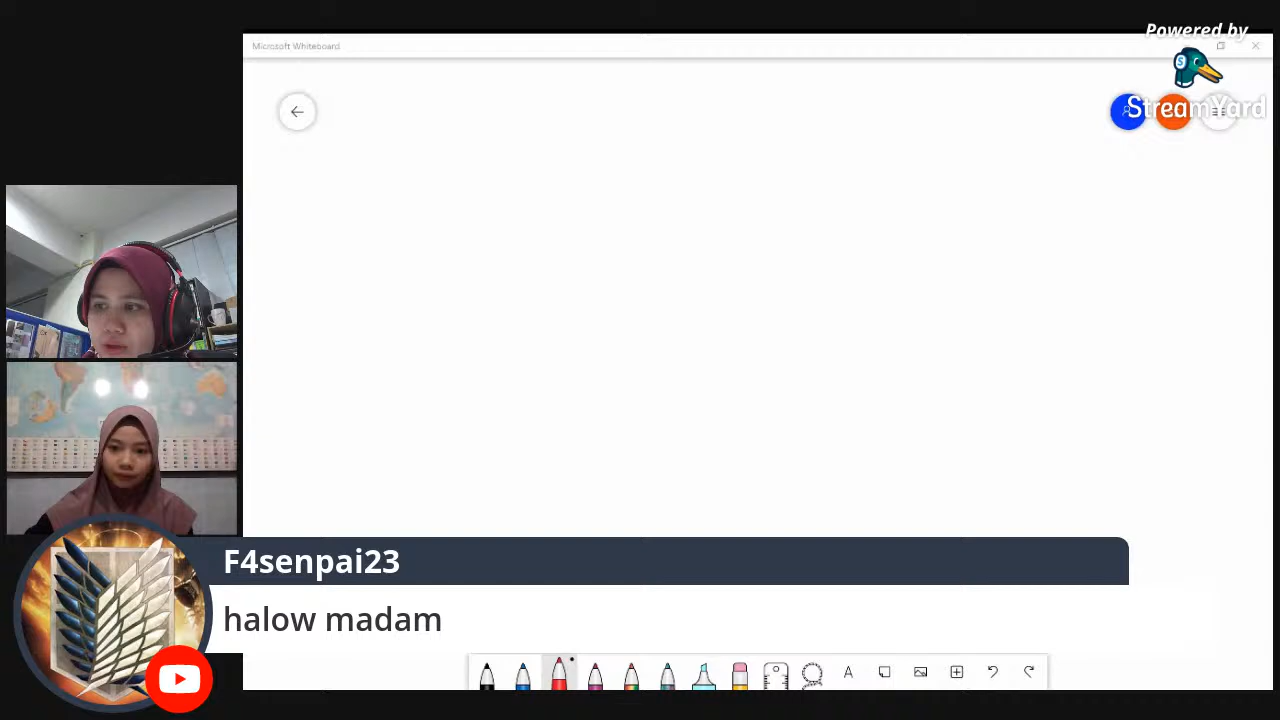 Powered by
Microsoft Whiteboard
StreamYard
F4senpai23
halow madam
A